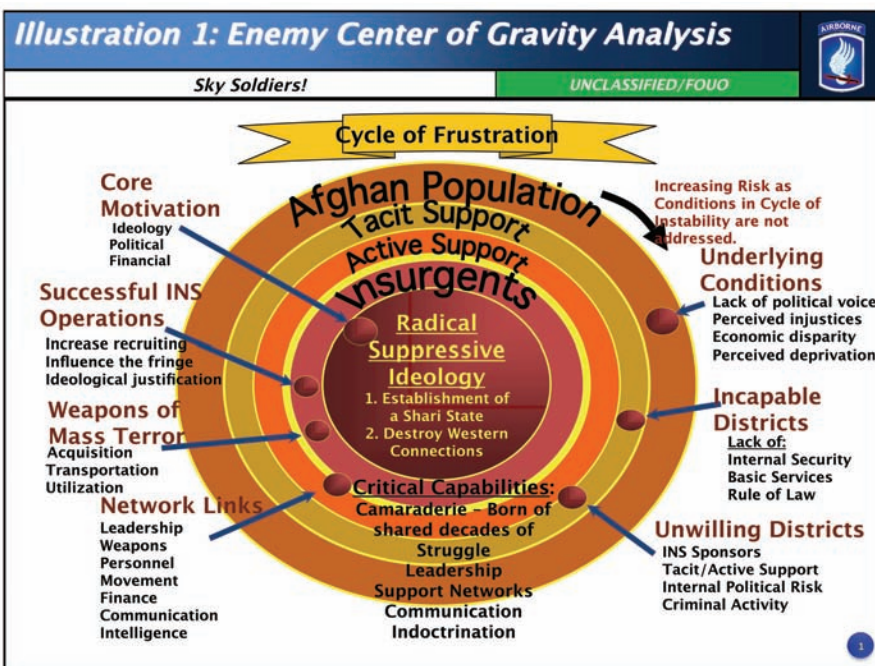 Illustration 1: Enemy Center of Gravity Analysis
AIRBORNE
Sky Soldiers!
UNCLASSIFIED/FOUO
Cycle of Frustration
Afghan Population
Tacit Support
Active Support
Insurgents
Radical
Suppressive
Ideology
1. Establishment of
a Shari State
2. Destroy Western
Connections
Critical Capabilities:
Camaraderie – Born of
shared decades of
Struggle
Leadership
Support Networks
Communication
Indoctrination
Core
Motivation
Ideology
Political
Financial
Successful INS
Operations
Increase recruiting
Influence the fringe
Ideological justification
Weapons of
Mass Terror
Acquisition
Transportation
Utilization
Network Links
Leadership
Weapons
Personnel
Movement
Finance
Communication
Intelligence
Increasing Risk as
Conditions in Cycle of
Instability are not
addressed.
Underlying
Conditions
Lack of political voice
Perceived injustices
Economic disparity
Perceived deprivation
Incapable
Districts
Lack of:
Internal Security
Basic Services
Rule of Law
Unwilling Districts
INS Sponsors
Tacit/Active Support
Internal Political Risk
Criminal Activity
1